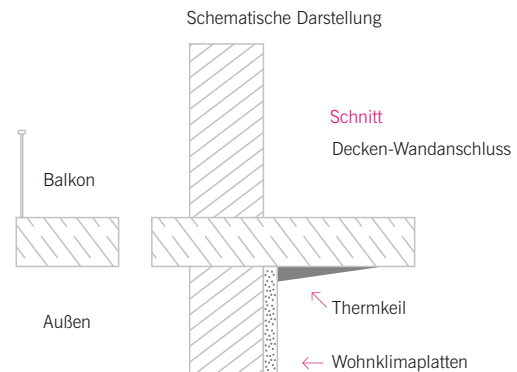 Schematische Darstellung
Schnitt
Decken-Wandanschluss
Balkon
Außen
Thermkeil
Wohnklimaplatten